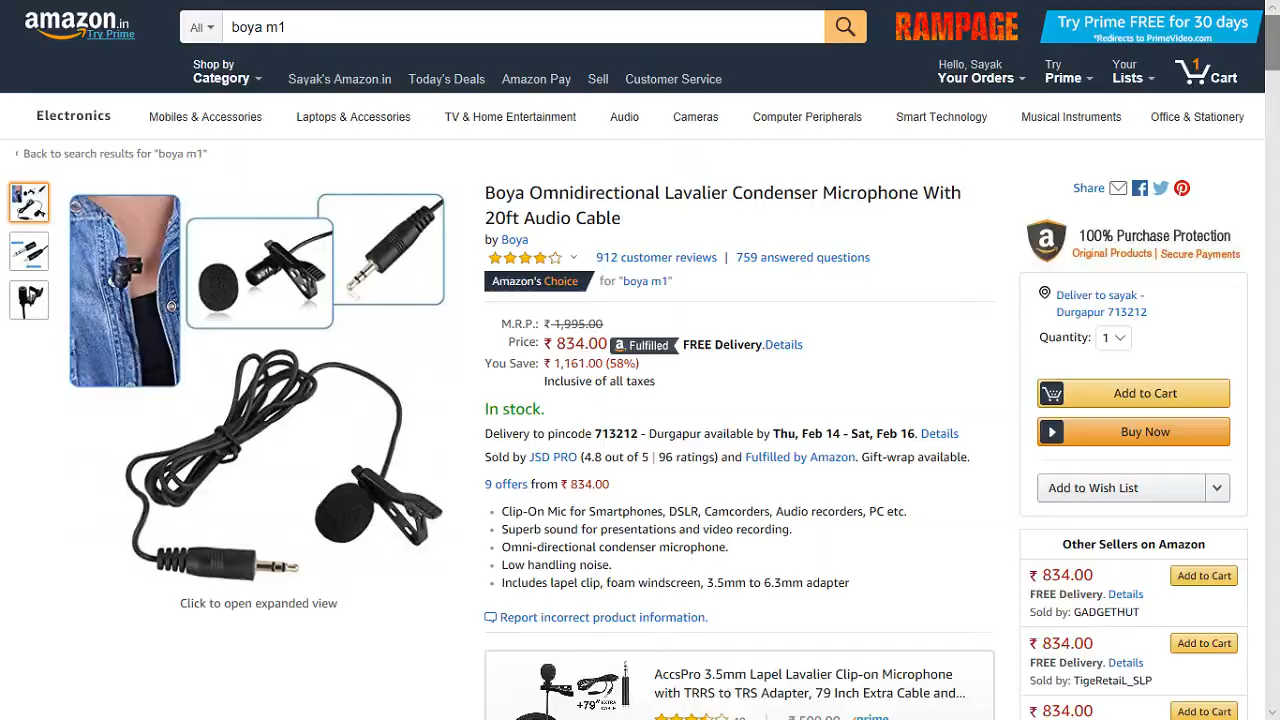 amazon.in
Try Prime
All
boya m1
RAMPAGE
Try Prime FREE for 30 days
*Redirects to PrimeVideo.com
Shop by
Category
Sayak's Amazon.in
Today's Deals
Amazon Pay
Sell
Customer Service
Hello, Sayak
Your Orders
Try
Prime
Your
Lists
1
Cart
Electronics
Mobiles & Accessories
Laptops & Accessories
TV & Home Entertainment
Audio
Cameras
Computer Peripherals
Smart Technology
Musical Instruments
Office & Stationery
‹ Back to search results for "boya m1"
Click to open expanded view
Boya Omnidirectional Lavalier Condenser Microphone With
20ft Audio Cable
by Boya
912 customer reviews | 759 answered questions
Amazon's Choice for "boya m1"
M.R.P.: ₹ 1,995.00
Price: ₹ 834.00 a Fulfilled FREE Delivery.Details
You Save: ₹ 1,161.00 (58%)
Inclusive of all taxes
In stock.
Delivery to pincode 713212 - Durgapur available by Thu, Feb 14 - Sat, Feb 16. Details
Sold by JSD PRO (4.8 out of 5 | 96 ratings) and Fulfilled by Amazon. Gift-wrap available.
9 offers from ₹ 834.00
• Clip-On Mic for Smartphones, DSLR, Camcorders, Audio recorders, PC etc.
• Superb sound for presentations and video recording.
• Omni-directional condenser microphone.
• Low handling noise.
• Includes lapel clip, foam windscreen, 3.5mm to 6.3mm adapter
Report incorrect product information.
+79"
AccsPro 3.5mm Lapel Lavalier Clip-on Microphone
with TRRS to TRS Adapter, 79 Inch Extra Cable and...
prime
Share
a
100% Purchase Protection
Original Products | Secure Payments
Deliver to sayak -
Durgapur 713212
Quantity: 1
Add to Cart
Buy Now
Add to Wish List
Other Sellers on Amazon
₹ 834.00
Add to Cart
FREE Delivery. Details
Sold by: GADGETHUT
₹ 834.00
Add to Cart
FREE Delivery. Details
Sold by: TigeRetaiL_SLP
₹ 834.00
Add to Cart